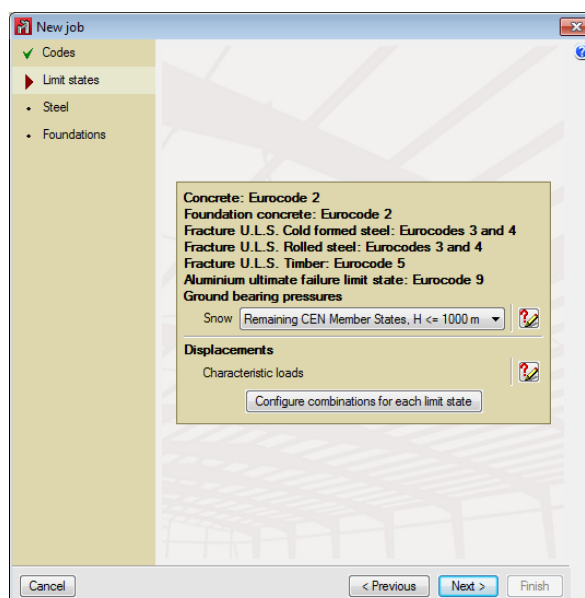 New job
Codes
Limit states
Steel
Foundations
Concrete: Eurocode 2
Foundation concrete: Eurocode 2
Fracture U.L.S. Cold formed steel: Eurocodes 3 and 4
Fracture U.L.S. Rolled steel: Eurocodes 3 and 4
Fracture U.L.S. Timber: Eurocode 5
Aluminium ultimate failure limit state: Eurocode 9
Ground bearing pressures
Snow Remaining CEN Member States, H <= 1000 m
Displacements
Characteristic loads
Configure combinations for each limit state
Cancel < Previous Next > Finish